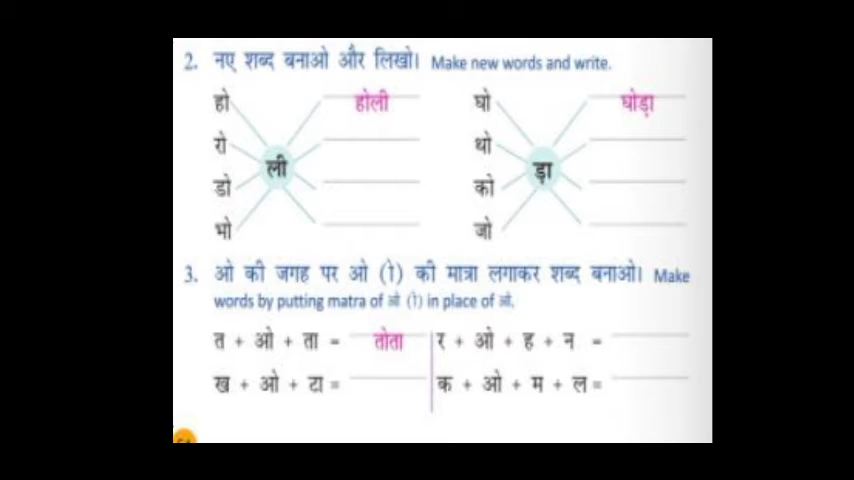 2. नए शब्द बनाओ और लिखो। Make new words and write.
हो होली घो घोड़ा
रो थो
ली ड़ा
डो को
भो जो
3. ओ की जगह पर ओ (ो) की मात्रा लगाकर शब्द बनाओ। Make
words by putting matra of ओ (ो) in place of ओ.
त + ओ + ता = तोता र + ओ + ह + न =
ख + ओ + टा = क + ओ + म + ल =